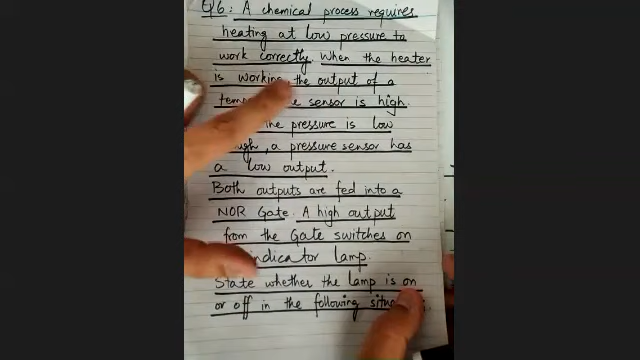 Q6: A chemical process requires
heating at low pressure to
work correctly. When the heater
is working the output of a
sensor is high.
the pressure is low
, a pressure sensor has
a low output.
Both outputs are fed into a
NOR Gate. A high output
from the Gate switches on
indicator lamp.
State whether the lamp is on
or off in the following